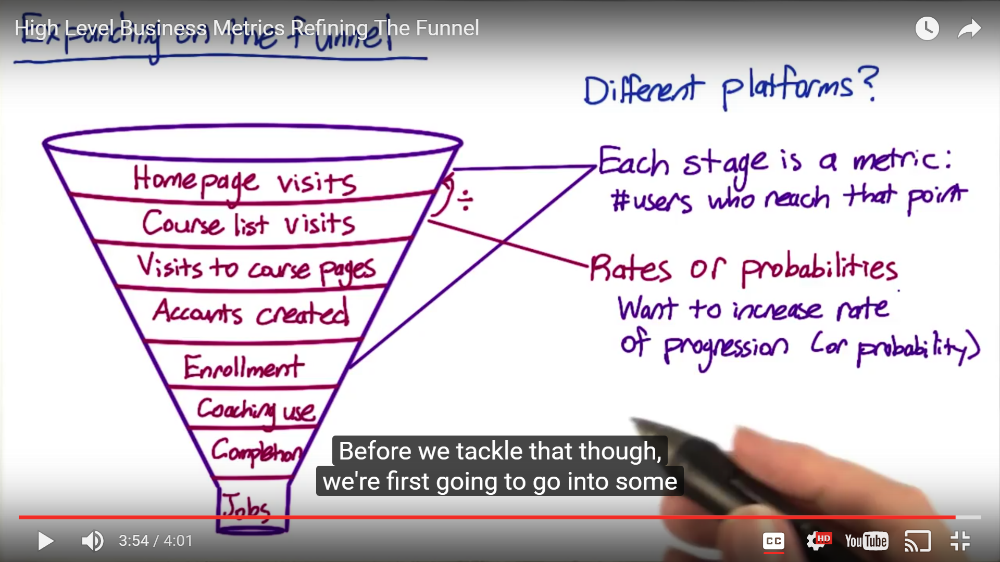 High Level Business Metrics Refining The Funnel
Expanding on the funnel
Different platforms?
Each stage is a metric:
#users who reach that point
Rates or probabilities
Want to increase rate
of progression (or probability)
Homepage visits
÷
Course list visits
Visits to course pages
Accounts created
Enrollment
Coaching use
Completion
Jobs
Before we tackle that though,
we're first going to go into some
3:54 / 4:01
CC
HD
YouTube